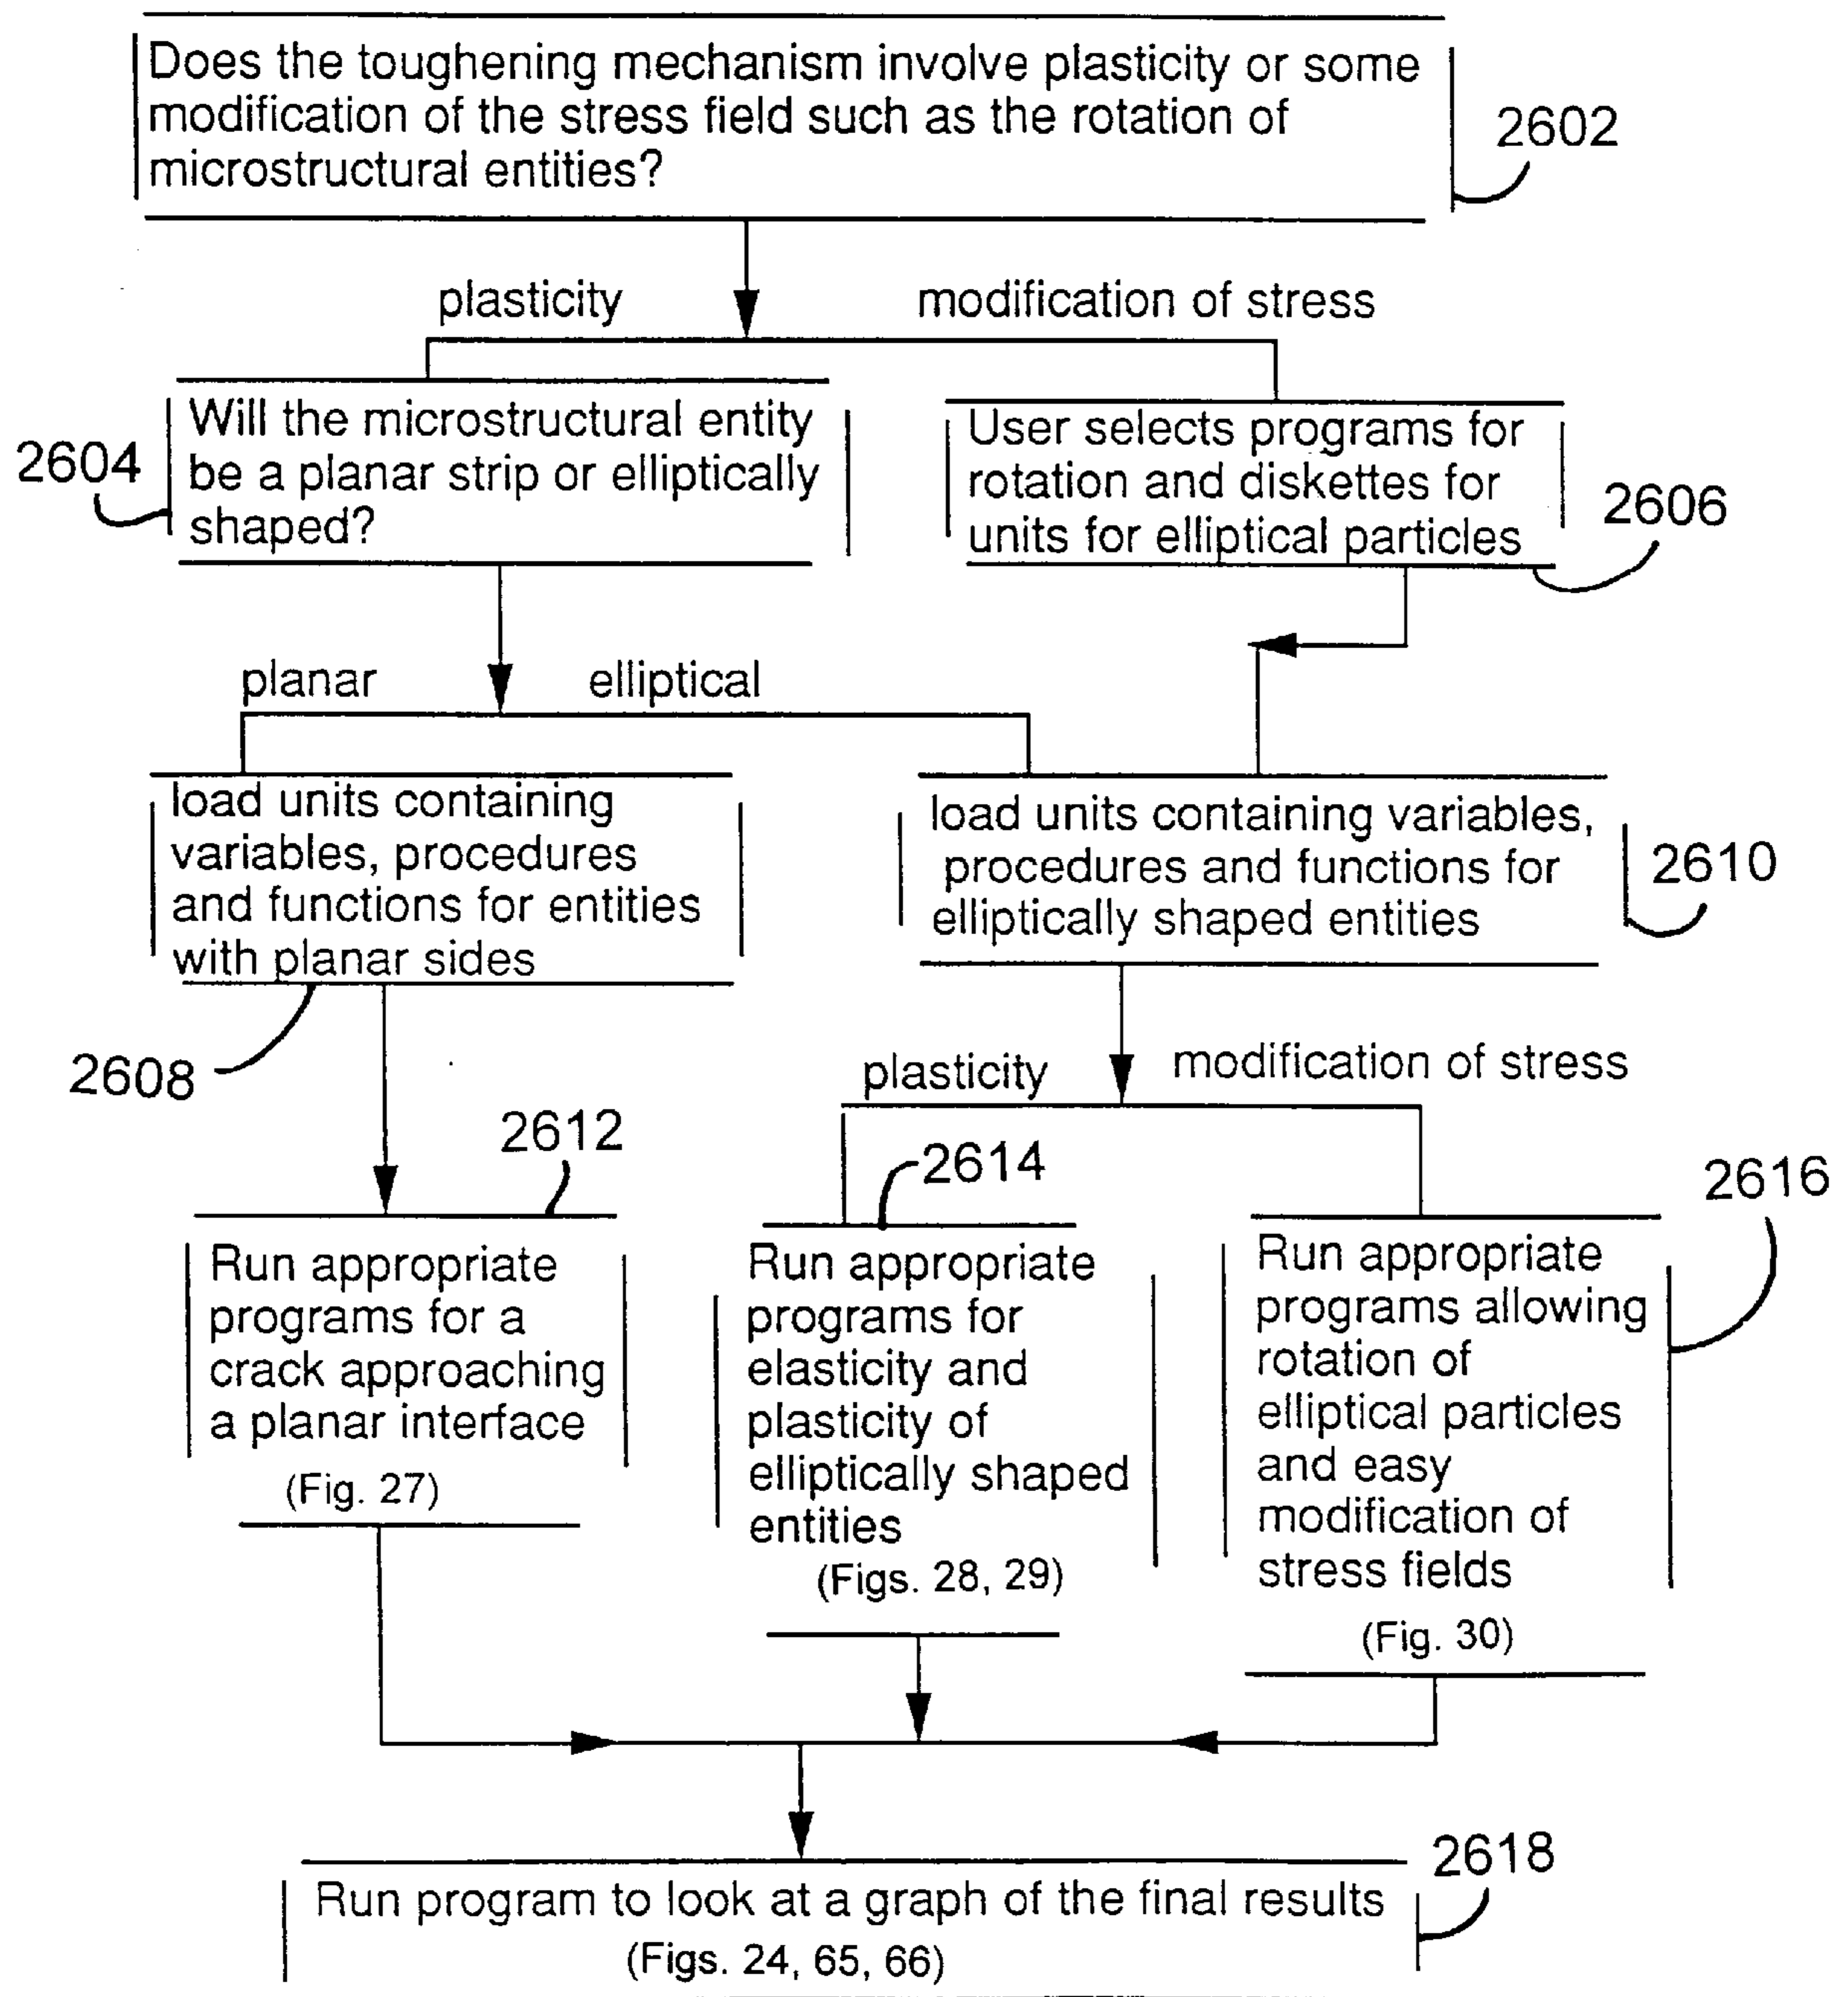 Does the toughening mechanism involve plasticity or some
modification of the stress field such as the rotation of
microstructural entities?
2602
plasticity
modification of stress
2604
Will the microstructural entity
be a planar strip or elliptically
shaped?
User selects programs for
rotation and diskettes for
units for elliptical particles
2606
planar
elliptical
load units containing
variables, procedures
and functions for entities
with planar sides
2608
load units containing variables,
procedures and functions for
elliptically shaped entities
2610
plasticity
modification of stress
2612
Run appropriate
programs for a
crack approaching
a planar interface
(Fig. 27)
2614
Run appropriate
programs for
elasticity and
plasticity of
elliptically shaped
entities
(Figs. 28, 29)
2616
Run appropriate
programs allowing
rotation of
elliptical particles
and easy
modification of
stress fields
(Fig. 30)
2618
Run program to look at a graph of the final results
(Figs. 24, 65, 66)